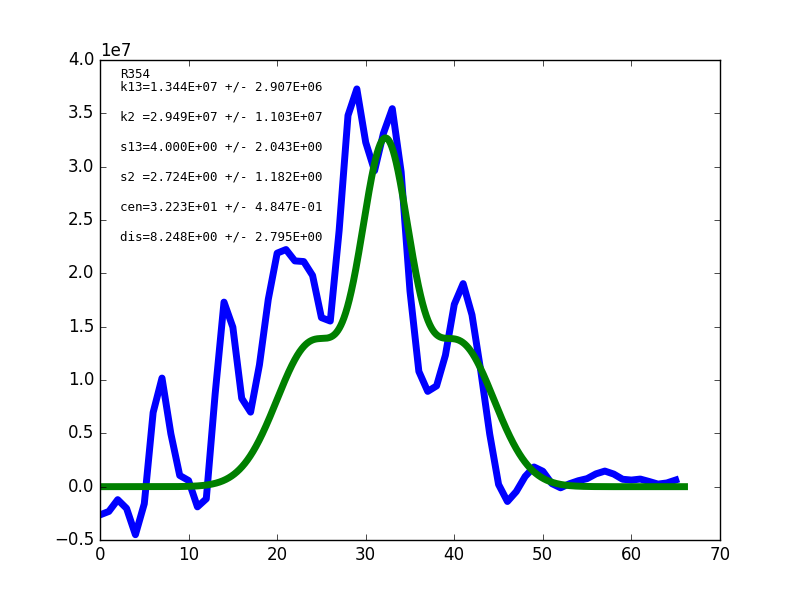 1e7
4.0
3.5
3.0
2.5
2.0
1.5
1.0
0.5
0.0
−0.5
R354
k13=1.344E+07 +/- 2.907E+06
k2 =2.949E+07 +/- 1.103E+07
s13=4.000E+00 +/- 2.043E+00
s2 =2.724E+00 +/- 1.182E+00
cen=3.223E+01 +/- 4.847E-01
dis=8.248E+00 +/- 2.795E+00
0 10 20 30 40 50 60 70